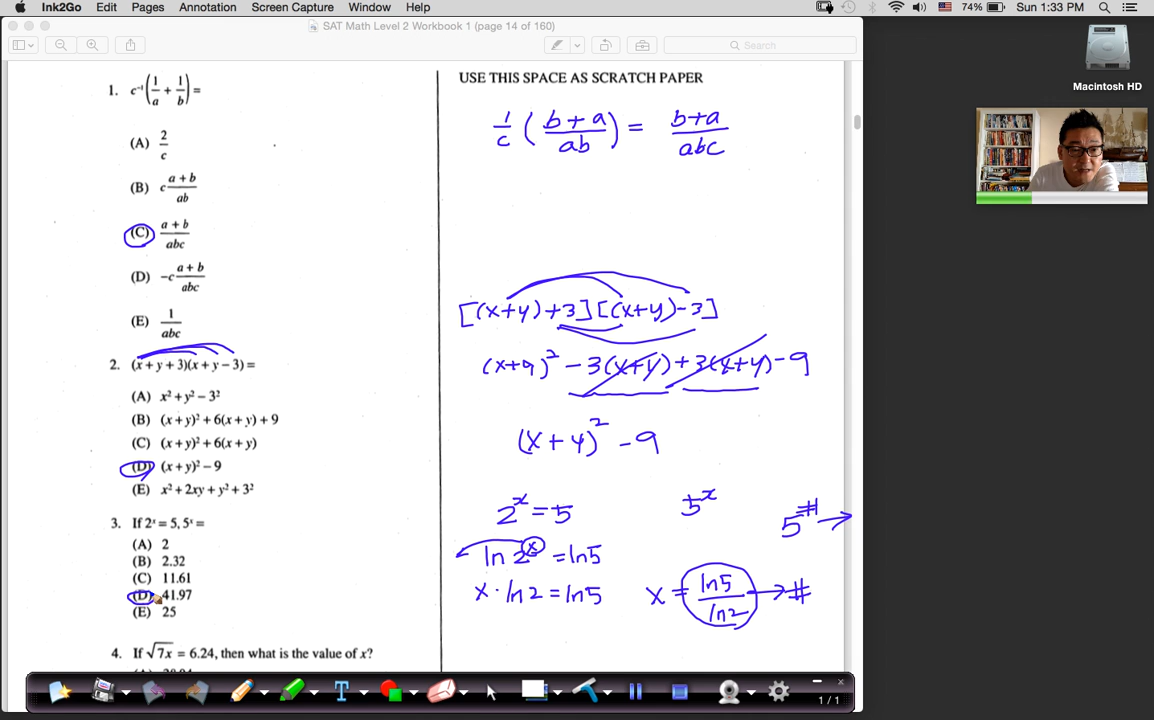 Ink2Go File Edit Pages Annotation Screen Capture Window Help 74% Sun 1:33 PM
SAT Math Level 2 Workbook 1 (page 14 of 160)
Search
Macintosh HD
1. c⁻¹(1/a + 1/b) =
(A) 2/c
(B) c (a + b)/ab
(C) (a + b)/abc
(D) -c (a + b)/abc
(E) 1/abc
2. (x + y + 3)(x + y - 3) =
(A) x² + y² - 3²
(B) (x + y)² + 6(x + y) + 9
(C) (x + y)² + 6(x + y)
(D) (x + y)² - 9
(E) x² + 2xy + y² + 3²
3. If 2ˣ = 5, 5ˣ =
(A) 2
(B) 2.32
(C) 11.61
(D) 41.97
(E) 25
4. If √7x = 6.24, then what is the value of x?
USE THIS SPACE AS SCRATCH PAPER
1/c ( (b+a)/ab ) = (b+a)/abc
[(x+y)+3][(x+y)-3]
(x+y)² - 3(x+y) + 3(x+y) - 9
(x+y)² - 9
2ˣ = 5 5ˣ 5^# →
ln 2ˣ = ln5
x · ln2 = ln5 x = ln5/ln2 → #
1 / 1